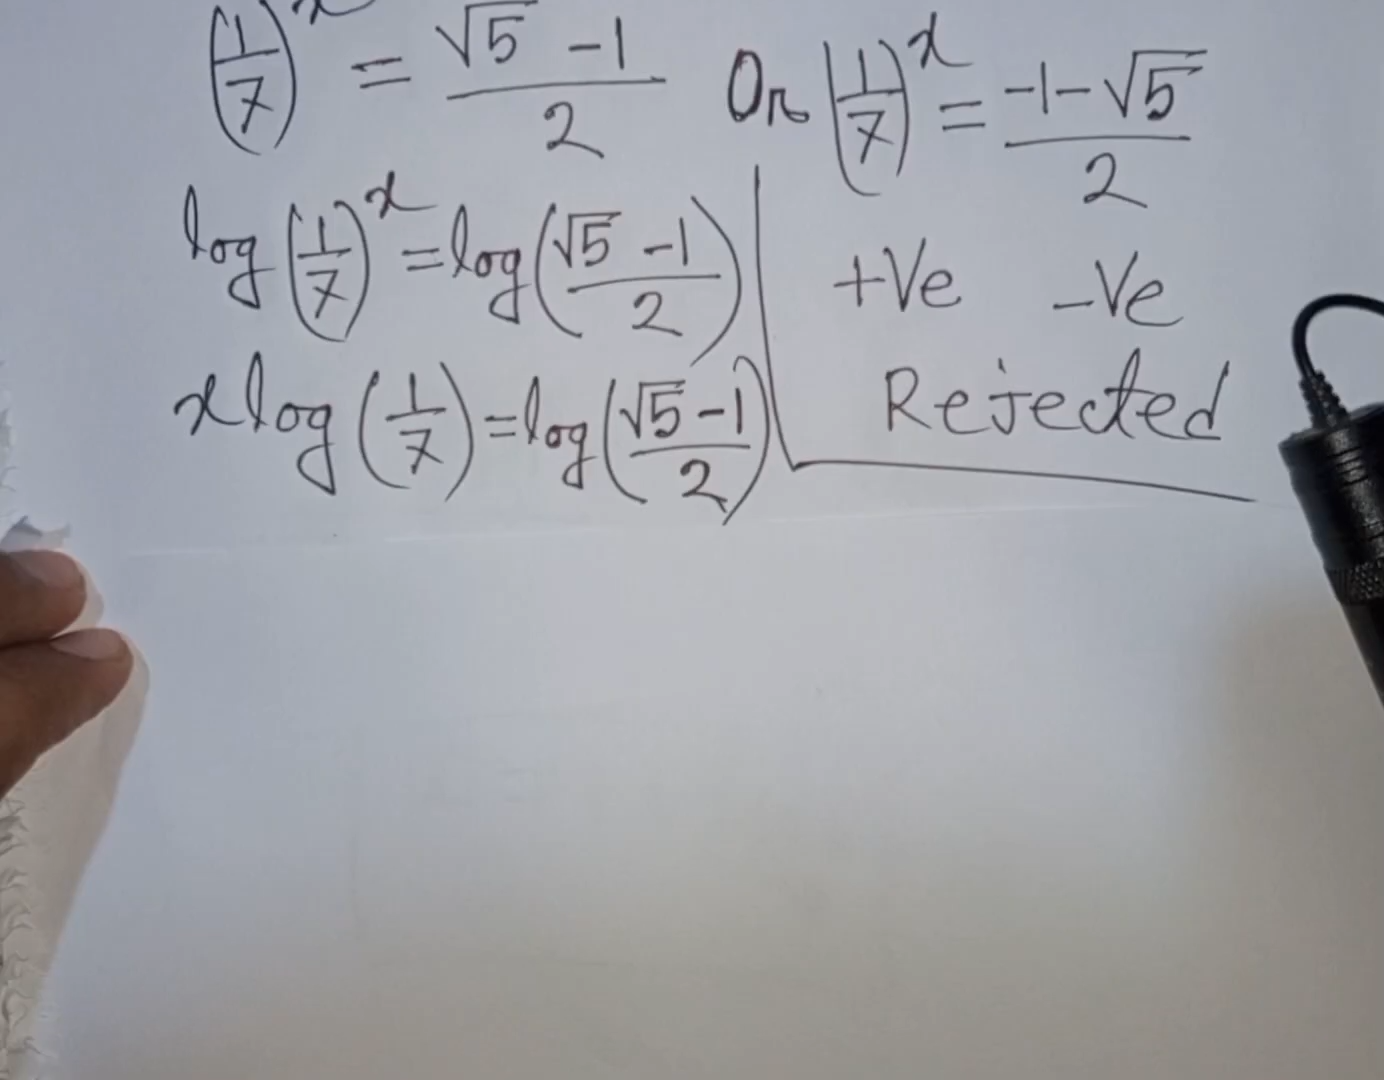 (1/7)^x = (√5 - 1)/2 Or (1/7)^x = (-1-√5)/2
log(1/7)^x = log((√5 - 1)/2) +Ve -Ve
x log(1/7) = log((√5-1)/2) Rejected